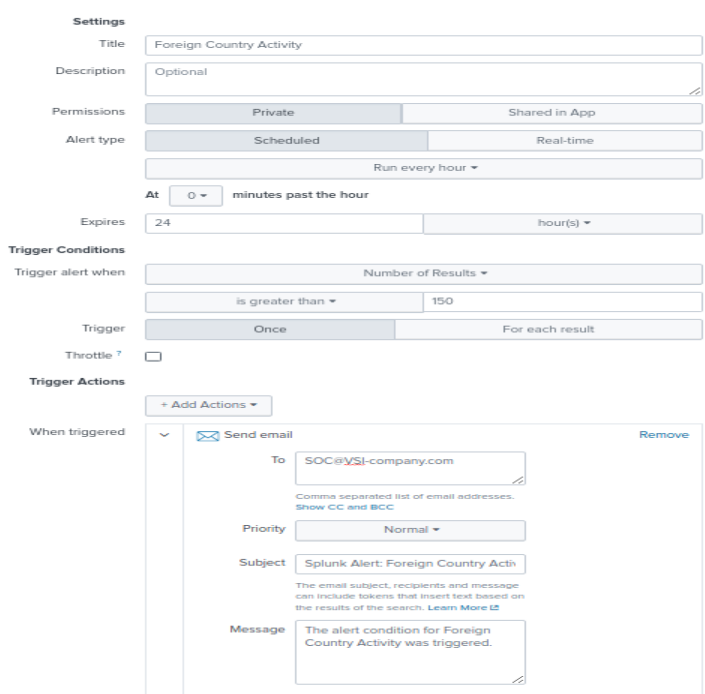 Settings
Title Foreign Country Activity
Description Optional
Permissions Private Shared in App
Alert type Scheduled Real-time
Run every hour
At 0 minutes past the hour
Expires 24 hour(s)
Trigger Conditions
Trigger alert when Number of Results
is greater than 150
Trigger Once For each result
Throttle ?
Trigger Actions
+ Add Actions
When triggered Send email Remove
To SOC@VSI-company.com
Comma separated list of email addresses.
Show CC and BCC
Priority Normal
Subject Splunk Alert: Foreign Country Activ
The email subject, recipients and message
can include tokens that insert text based on
the results of the search. Learn More
Message The alert condition for Foreign
Country Activity was triggered.